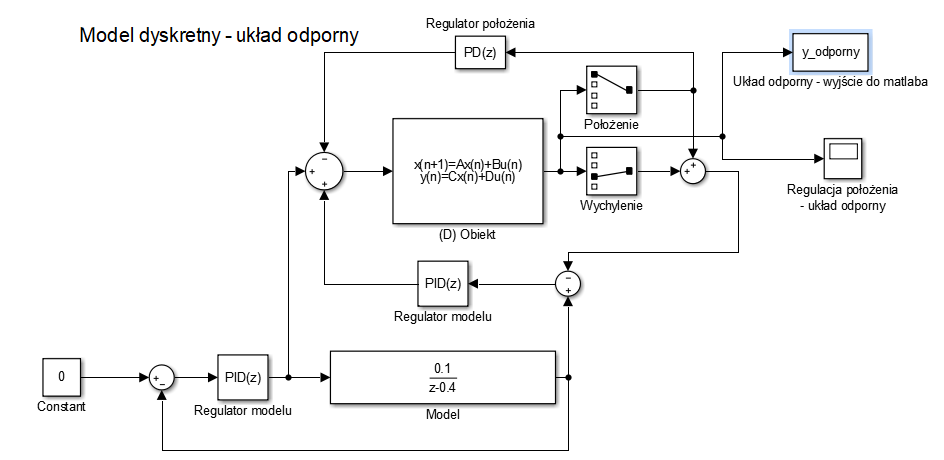 Model dyskretny - układ odporny
Regulator położenia
PD(z)
y_odporny
Układ odporny - wyjście do matlaba
Położenie
x(n+1)=Ax(n)+Bu(n)
y(n)=Cx(n)+Du(n)
(D) Obiekt
Wychylenie
Regulacja położenia
- układ odporny
PID(z)
Regulator modelu
0
Constant
PID(z)
Regulator modelu
0.1
z-0.4
Model